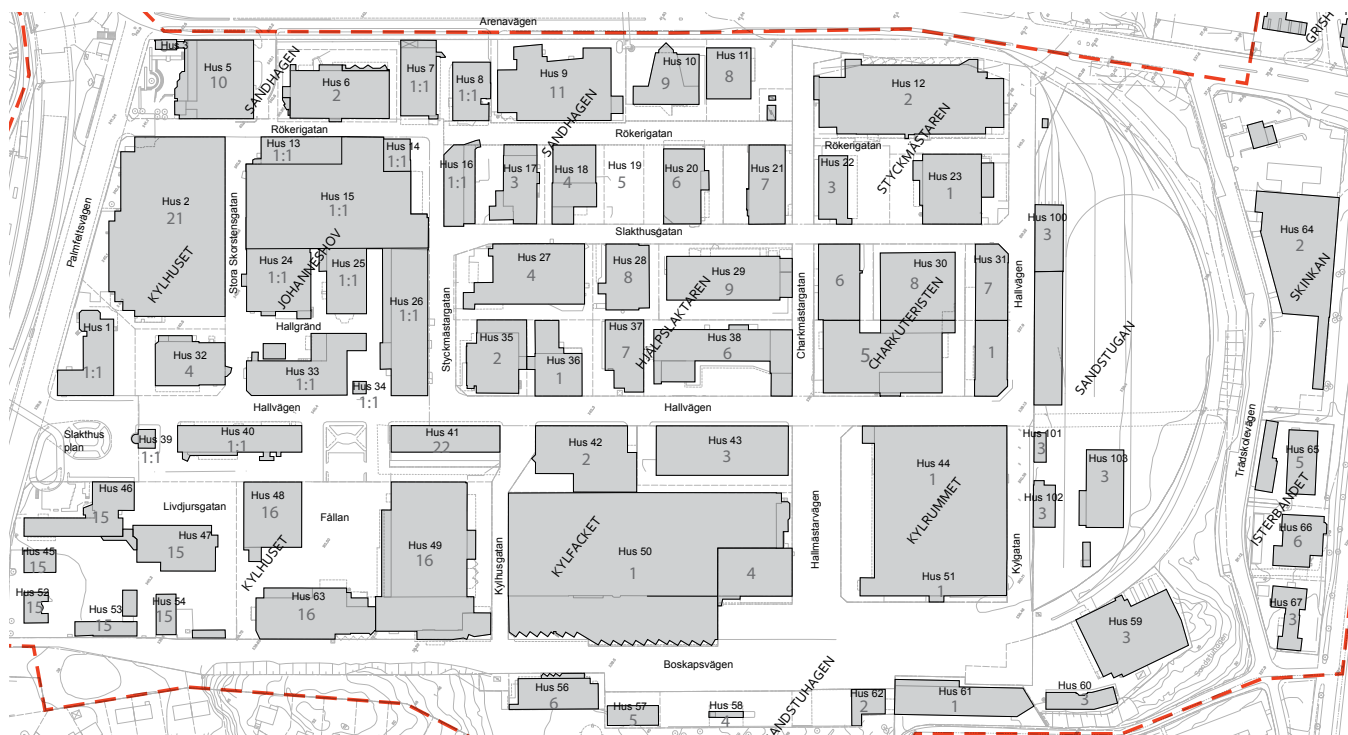 Arenavägen
GRISH
Hus
Hus 5
10
SANDHAGEN
Hus 6
2
Hus 7
1:1
Hus 8
1:1
Hus 9
11
SANDHAGEN
Hus 10
9
Hus 11
8
Hus 12
2
STYCKMÄSTAREN
Rökerigatan
Rökerigatan
Rökerigatan
Hus 2
21
KYLHUSET
Palmfeltsvägen
Stora Skorstensgatan
Hus 13
1:1
Hus 14
1:1
Hus 15
1:1
Hus 16
1:1
Hus 17
3
Hus 18
4
Hus 19
5
Hus 20
6
Hus 21
7
Hus 22
3
Hus 23
1
Hus 100
3
Hus 64
2
SKINKAN
Slakthusgatan
Hus 24
1:1
JOHANNESHOV
Hus 25
1:1
Hus 26
1:1
Hus 27
4
Hus 28
8
Hus 29
9
HJÄLPSLAKTAREN
6
Hus 30
8
CHARKUTERISTEN
Hus 31
7
Hallvägen
Hallgränd
Styckmästargatan
Charkmästargatan
SANDSTUGAN
Hus 1
1:1
Hus 32
4
Hus 33
1:1
Hus 34
1:1
Hus 35
2
Hus 36
1
Hus 37
7
Hus 38
6
5
1
Hallvägen
Hallvägen
Slakthus
plan
Hus 39
1:1
Hus 40
1:1
Hus 41
22
Hus 42
2
Hus 43
3
Hus 44
1
KYLRUMMET
Hus 101
3
Hus 102
3
Hus 103
3
Trädskolevägen
Hus 65
5
ISTERBANDET
Hus 66
6
Hus 67
3
Hus 46
15
Livdjursgatan
Hus 47
15
Hus 48
16
KYLHUSET
Fållan
Hus 49
16
Kylhusgatan
KYLFACKET
Hus 50
1
4
Hallmästarvägen
Kylgatan
Hus 45
15
Hus 52
15
Hus 53
15
Hus 54
15
Hus 63
16
Hus 51
1
Hus 59
3
Sandstugan
Boskapsvägen
Hus 56
6
Hus 57
5
Hus 58
4
ANDSTUHAGEN
Hus 62
2
Hus 61
1
Hus 60
3